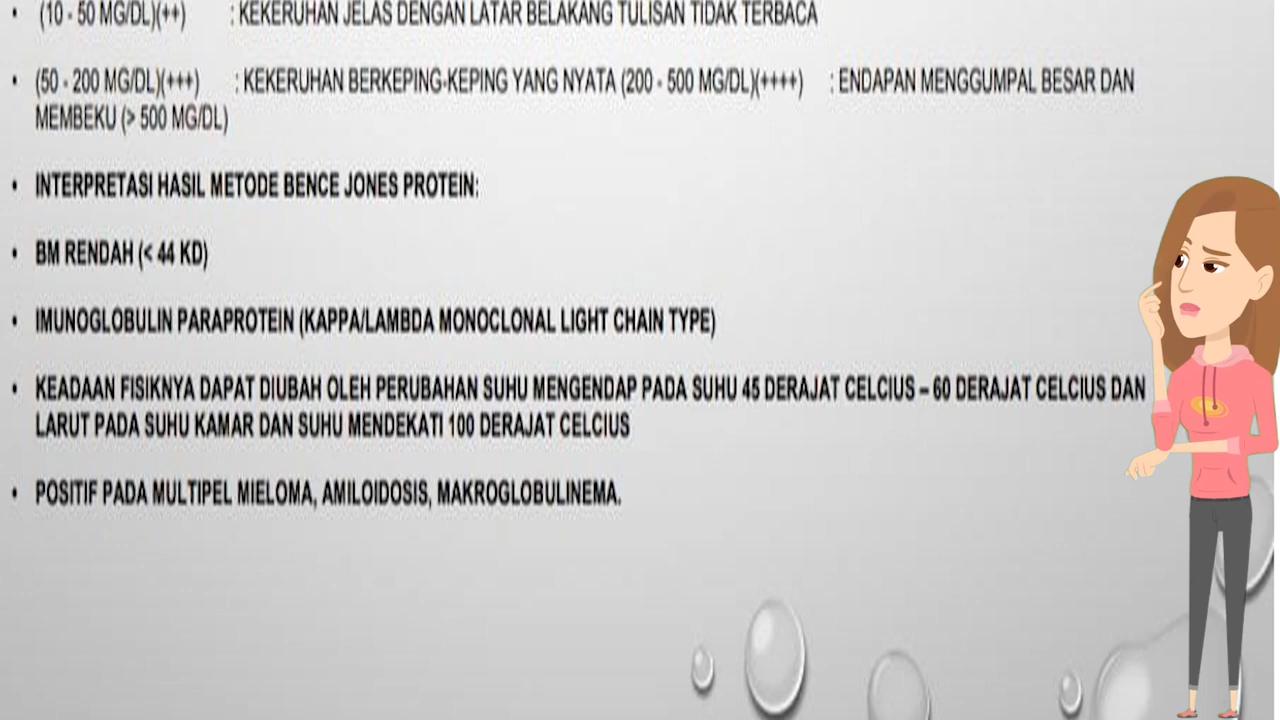 • (10 - 50 MG/DL)(++) : KEKERUHAN JELAS DENGAN LATAR BELAKANG TULISAN TIDAK TERBACA
• (50 - 200 MG/DL)(+++) : KEKERUHAN BERKEPING-KEPING YANG NYATA (200 - 500 MG/DL)(++++) : ENDAPAN MENGGUMPAL BESAR DAN
MEMBEKU (> 500 MG/DL)
• INTERPRETASI HASIL METODE BENCE JONES PROTEIN:
• BM RENDAH (< 44 KD)
• IMUNOGLOBULIN PARAPROTEIN (KAPPA/LAMBDA MONOCLONAL LIGHT CHAIN TYPE)
• KEADAAN FISIKNYA DAPAT DIUBAH OLEH PERUBAHAN SUHU MENGENDAP PADA SUHU 45 DERAJAT CELCIUS – 60 DERAJAT CELCIUS DAN
LARUT PADA SUHU KAMAR DAN SUHU MENDEKATI 100 DERAJAT CELCIUS
• POSITIF PADA MULTIPEL MIELOMA, AMILOIDOSIS, MAKROGLOBULINEMA.